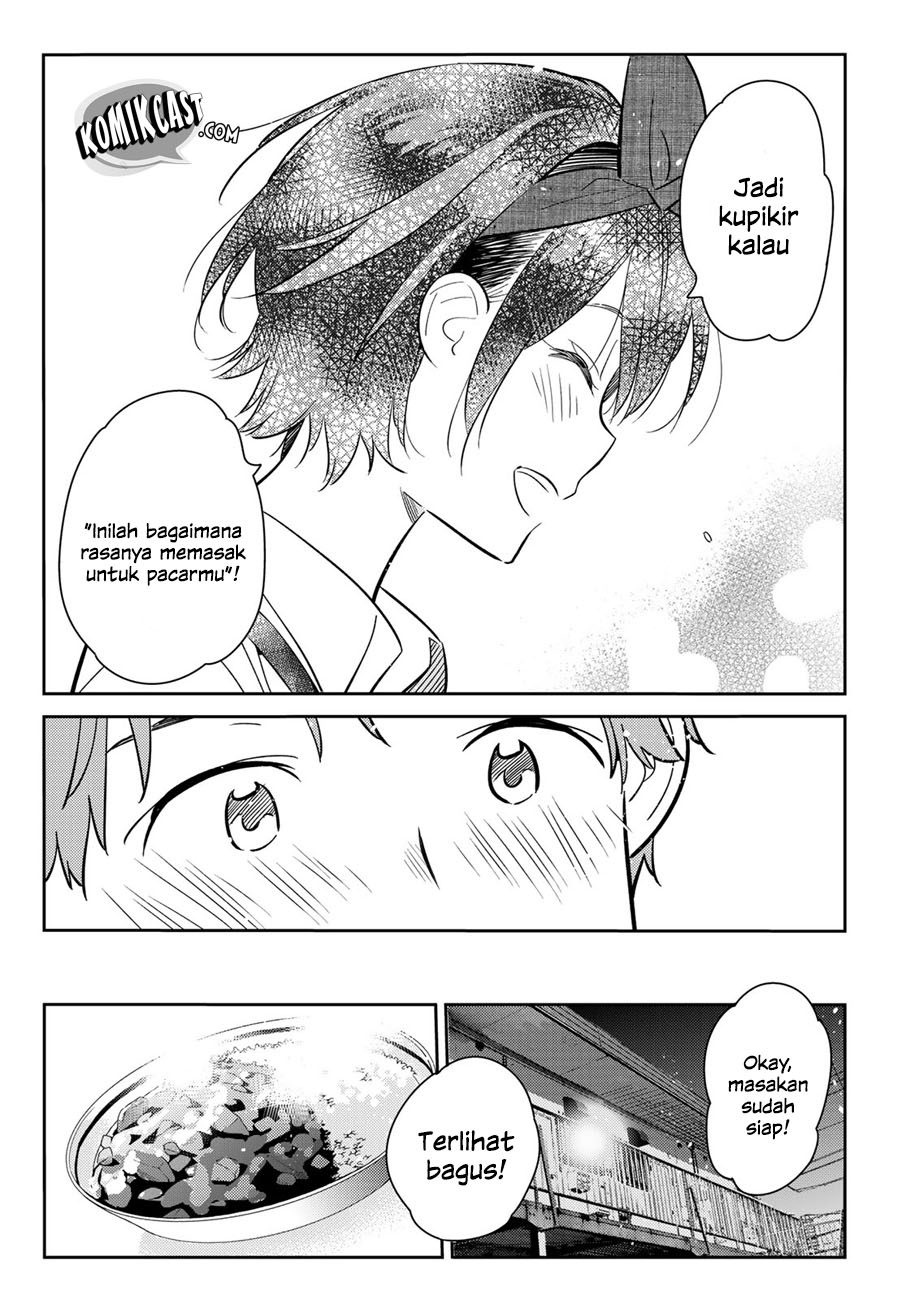 KOMIKCAST
.COM
Jadi
kupikir
kalau
"Inilah bagaimana
rasanya memasak
untuk pacarmu"!
Okay,
masakan
sudah
siap!
Terlihat
bagus!